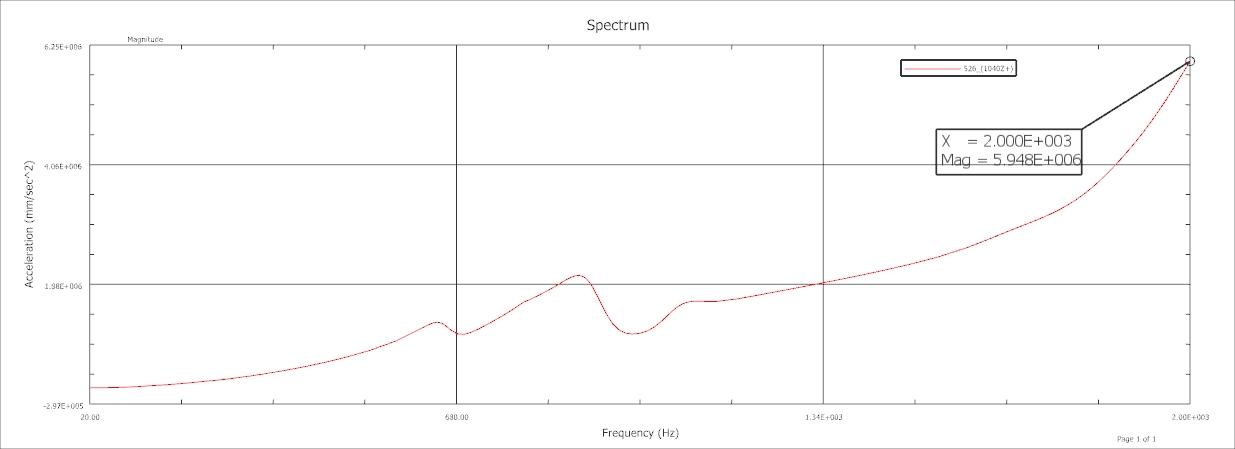 Spectrum
Magnitude
6.25E+006
526_(1040Z+)
X = 2.000E+003
Mag = 5.948E+006
4.06E+006
Acceleration (mm/sec^2)
1.88E+006
-2.97E+005
20.00 680.00 1.34E+003 2.00E+003
Frequency (Hz)
Page 1 of 1